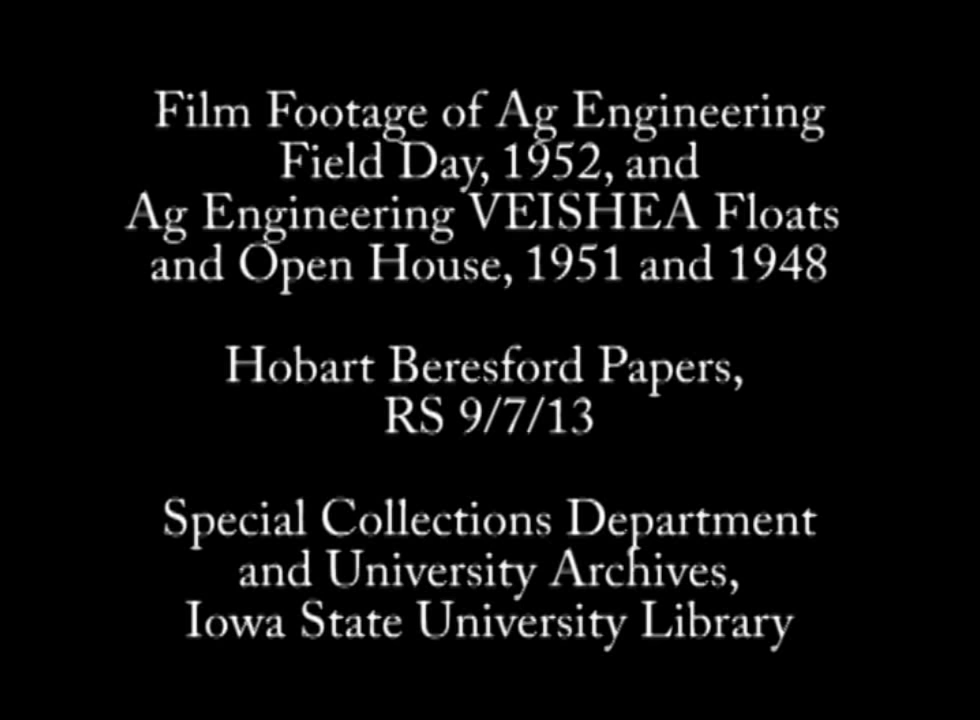 Film Footage of Ag Engineering
Field Day, 1952, and
Ag Engineering VEISHEA Floats
and Open House, 1951 and 1948
Hobart Beresford Papers,
RS 9/7/13
Special Collections Department
and University Archives,
Iowa State University Library